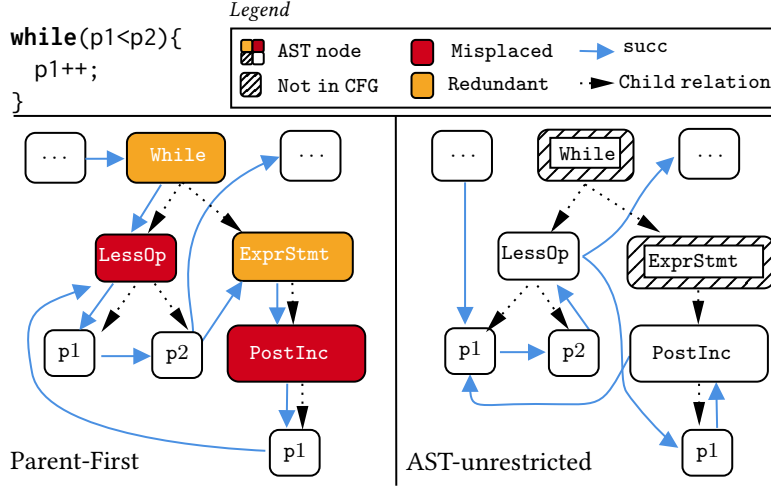 Legend
while(p1<p2){
p1++;
}
AST node
Misplaced
succ
Not in CFG
Redundant
Child relation
...
While
...
LessOp
ExprStmt
p1
p2
PostInc
p1
Parent-First
...
While
...
LessOp
ExprStmt
p1
p2
PostInc
p1
AST-unrestricted